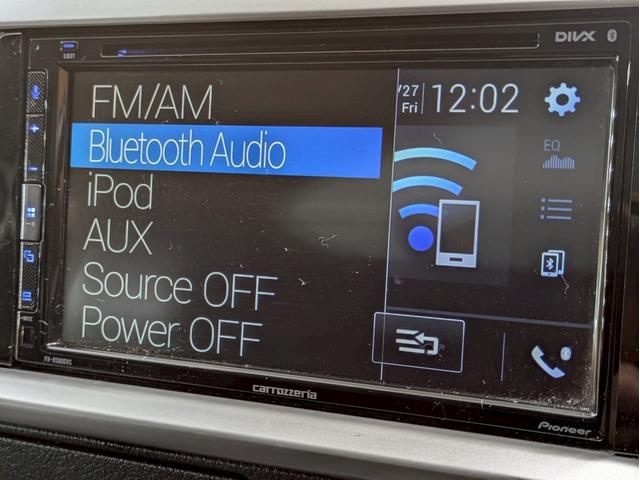 DIVX
EJECT
FM/AM
Bluetooth Audio
iPod
AUX
Source OFF
Power OFF
/27
Fri
12:02
EQ
carrozzeria
Pioneer